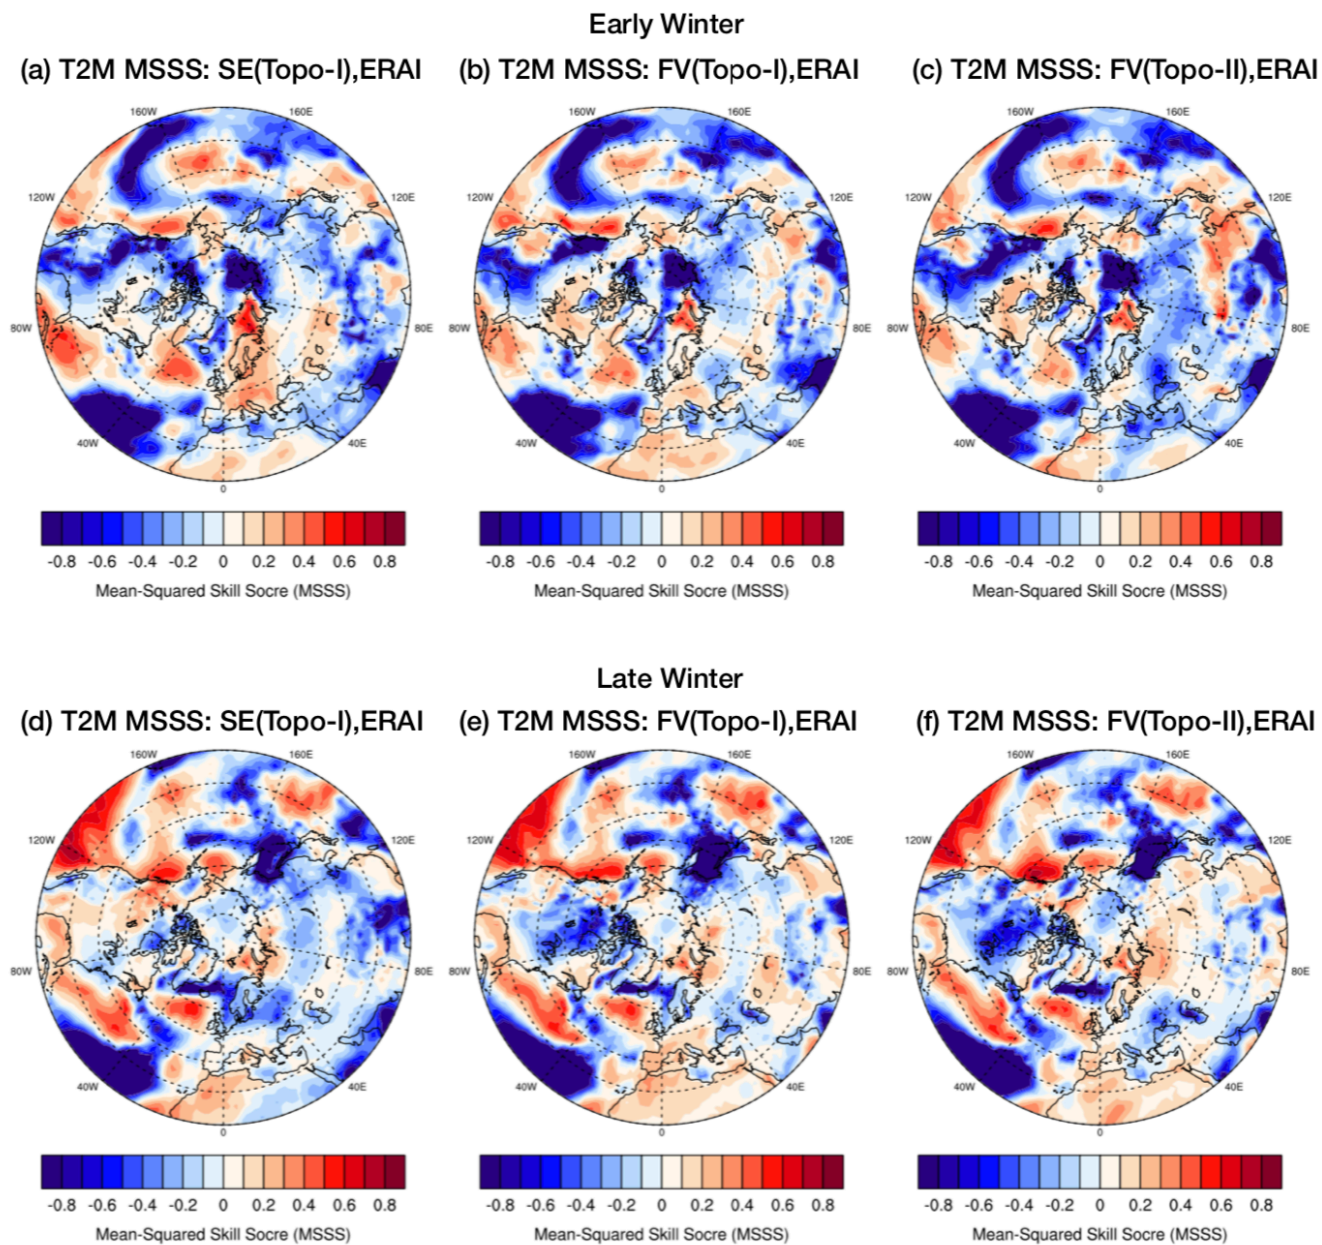 Early Winter
(a) T2M MSSS: SE(Topo-I),ERAI (b) T2M MSSS: FV(Topo-I),ERAI (c) T2M MSSS: FV(Topo-II),ERAI
160W 160E 160W 160E 160W 160E
120W 120E 120W 120E 120W 120E
80W 80E 80W 80E 80W 80E
40W 40E 40W 40E 40W 40E
0 0 0
-0.8 -0.6 -0.4 -0.2 0 0.2 0.4 0.6 0.8 -0.8 -0.6 -0.4 -0.2 0 0.2 0.4 0.6 0.8 -0.8 -0.6 -0.4 -0.2 0 0.2 0.4 0.6 0.8
Mean-Squared Skill Socre (MSSS) Mean-Squared Skill Socre (MSSS) Mean-Squared Skill Socre (MSSS)
Late Winter
(d) T2M MSSS: SE(Topo-I),ERAI (e) T2M MSSS: FV(Topo-I),ERAI (f) T2M MSSS: FV(Topo-II),ERAI
160W 160E 160W 160E 160W 160E
120W 120E 120W 120E 120W 120E
80W 80E 80W 80E 80W 80E
40W 40E 40W 40E 40W 40E
0 0 0
-0.8 -0.6 -0.4 -0.2 0 0.2 0.4 0.6 0.8 -0.8 -0.6 -0.4 -0.2 0 0.2 0.4 0.6 0.8 -0.8 -0.6 -0.4 -0.2 0 0.2 0.4 0.6 0.8
Mean-Squared Skill Socre (MSSS) Mean-Squared Skill Socre (MSSS) Mean-Squared Skill Socre (MSSS)